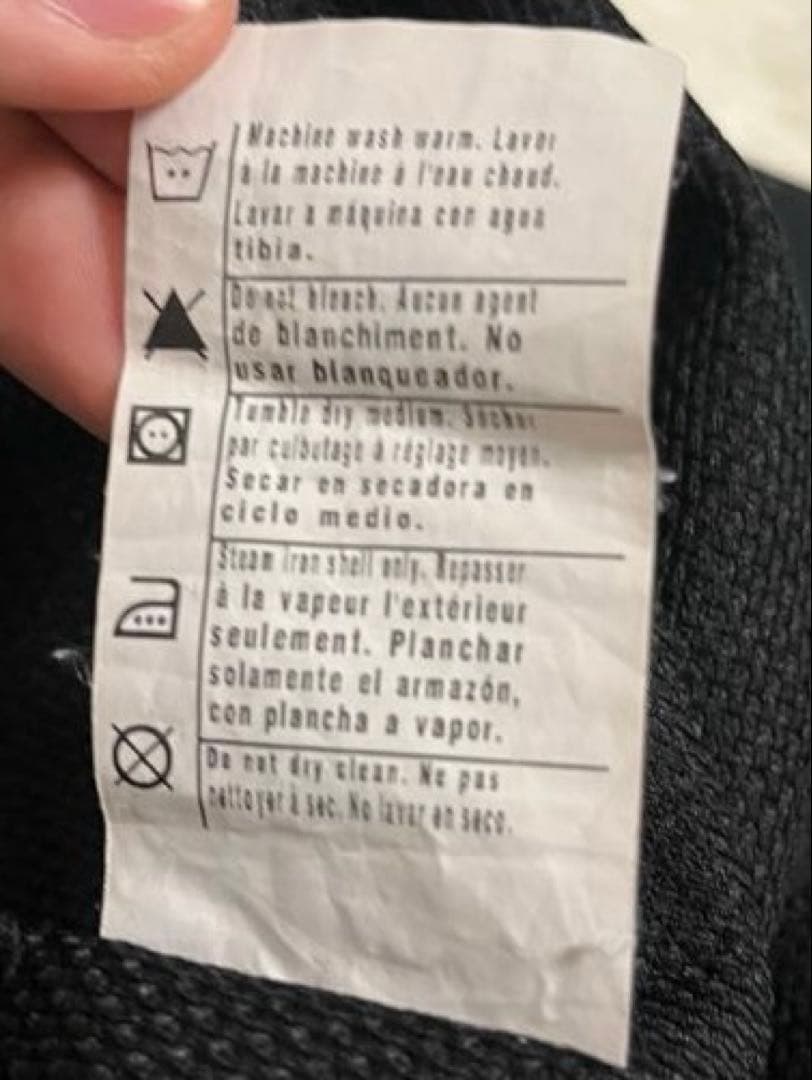 Machine wash warm. Laver
à la machine à l'eau chaud.
Lavar a máquina con agua
tibia.
Do not bleach. Aucun agent
de blanchiment. No
usar blanqueador.
Tumble dry medium. Sécher
par culbutage à réglage moyen.
Secar en secadora en
ciclo medio.
Steam iron shell only. Repasser
à la vapeur l'extérieur
seulement. Planchar
solamente el armazón,
con plancha a vapor.
Do not dry clean. Ne pas
nettoyer à sec. No lavar en seco.